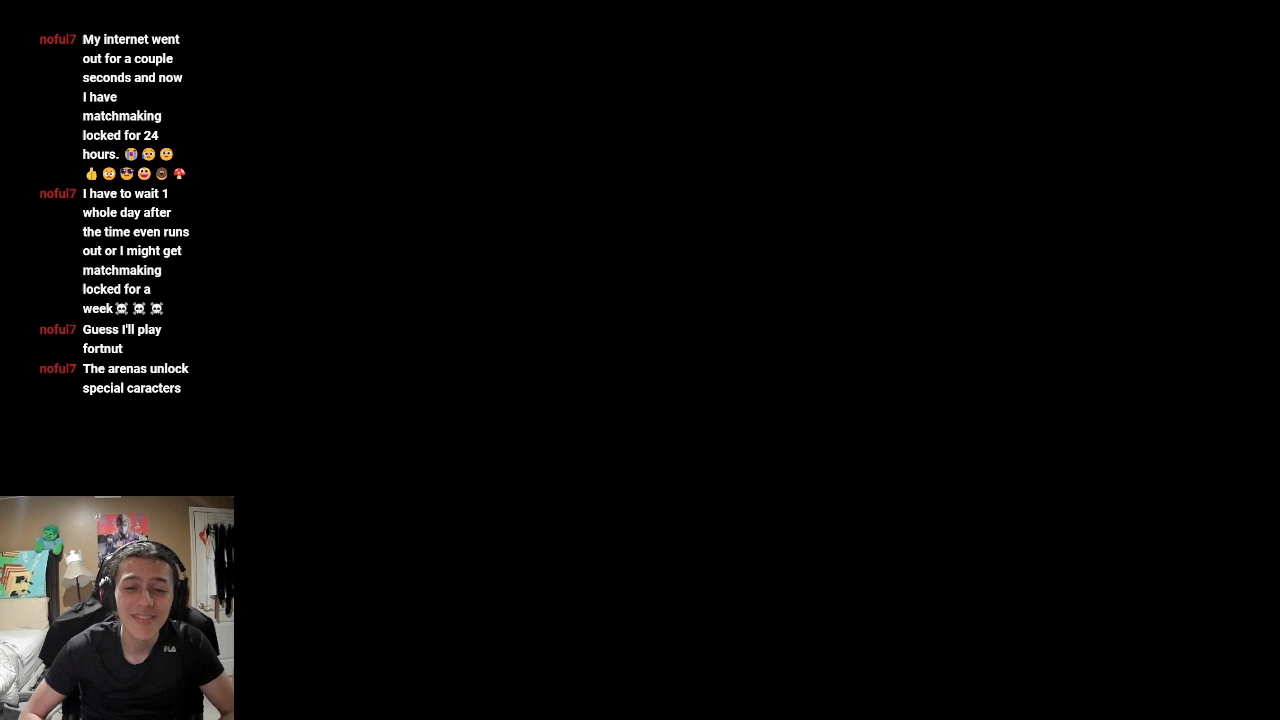 noful7 My internet went
out for a couple
seconds and now
I have
matchmaking
locked for 24
hours. 😭 😥 🙂
👍 😳 😎 😀 🍩 🍄
noful7 I have to wait 1
whole day after
the time even runs
out or I might get
matchmaking
locked for a
week☠ ☠ ☠
noful7 Guess I'll play
fortnut
noful7 The arenas unlock
special caracters
FILA